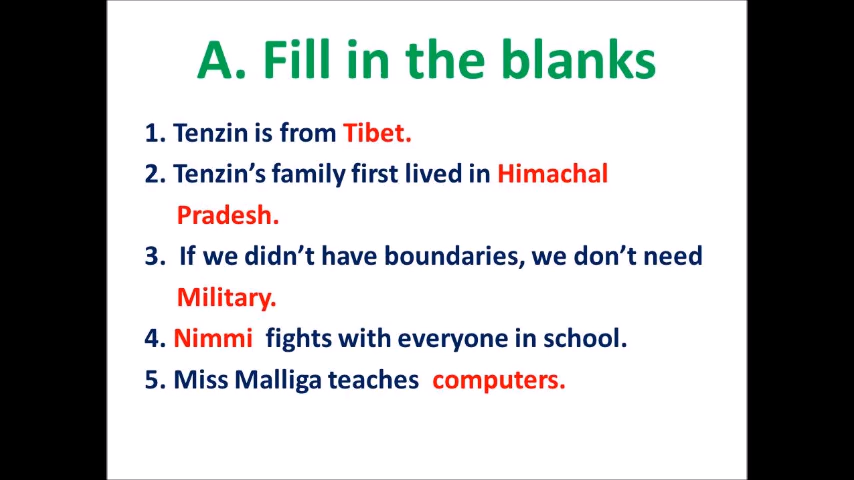 A. Fill in the blanks
1. Tenzin is from Tibet.
2. Tenzin’s family first lived in Himachal
Pradesh.
3. If we didn’t have boundaries, we don’t need
Military.
4. Nimmi fights with everyone in school.
5. Miss Malliga teaches computers.